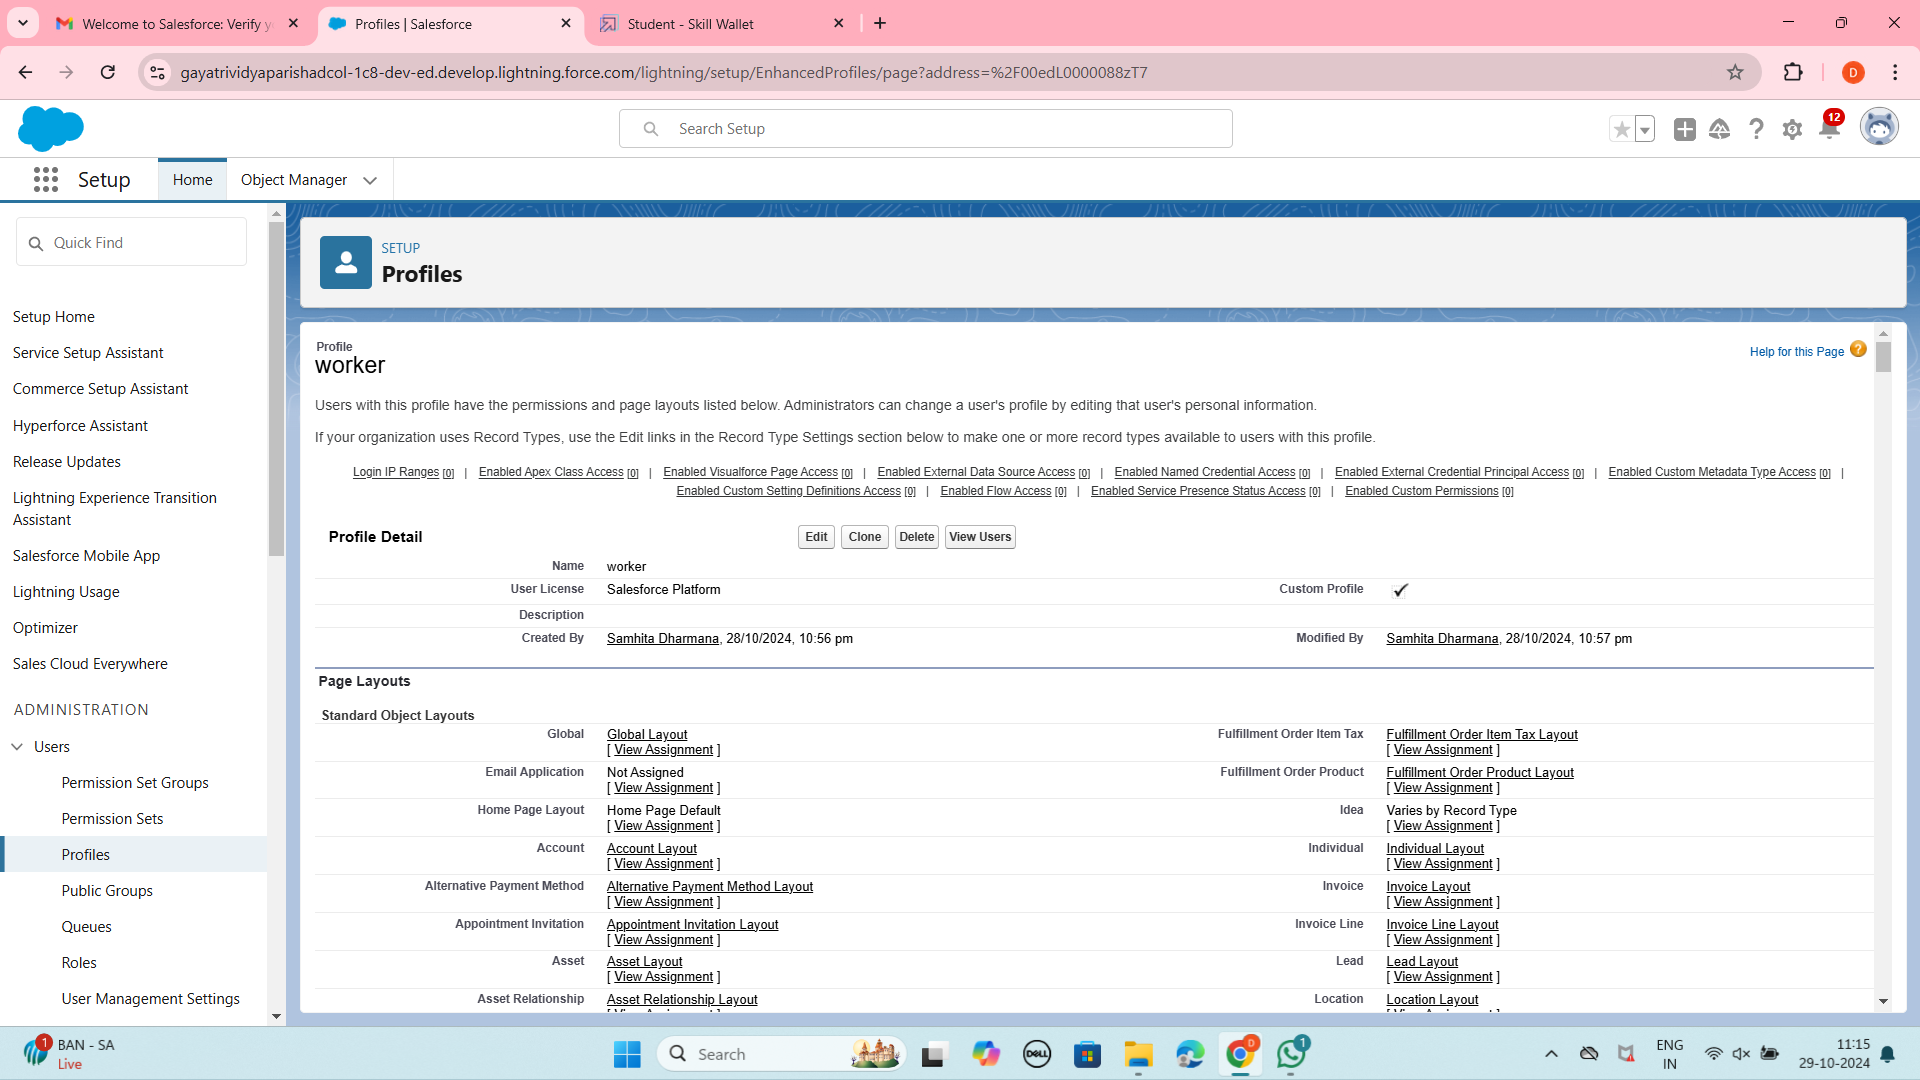 Welcome to Salesforce: Verify
Profiles | Salesforce
Student - Skill Wallet
gayatrividyaparishadcol-1c8-dev-ed.develop.lightning.force.com/lightning/setup/EnhancedProfiles/page?address=%2F00edL0000088zT7
D
Search Setup
12
Setup
Home
Object Manager
Quick Find
Setup Home
Service Setup Assistant
Commerce Setup Assistant
Hyperforce Assistant
Release Updates
Lightning Experience Transition
Assistant
Salesforce Mobile App
Lightning Usage
Optimizer
Sales Cloud Everywhere
ADMINISTRATION
Users
Permission Set Groups
Permission Sets
Profiles
Public Groups
Queues
Roles
User Management Settings
SETUP
Profiles
Profile
worker
Help for this Page ?
Users with this profile have the permissions and page layouts listed below. Administrators can change a user's profile by editing that user's personal information.
If your organization uses Record Types, use the Edit links in the Record Type Settings section below to make one or more record types available to users with this profile.
Login IP Ranges [0] | Enabled Apex Class Access [0] | Enabled Visualforce Page Access [0] | Enabled External Data Source Access [0] | Enabled Named Credential Access [0] | Enabled External Credential Principal Access [0] | Enabled Custom Metadata Type Access [0] |
Enabled Custom Setting Definitions Access [0] | Enabled Flow Access [0] | Enabled Service Presence Status Access [0] | Enabled Custom Permissions [0]
Profile Detail Edit Clone Delete View Users
Name worker
User License Salesforce Platform Custom Profile
Description
Created By Samhita Dharmana, 28/10/2024, 10:56 pm Modified By Samhita Dharmana, 28/10/2024, 10:57 pm
Page Layouts
Standard Object Layouts
Global Global Layout Fulfillment Order Item Tax Fulfillment Order Item Tax Layout
[ View Assignment ] [ View Assignment ]
Email Application Not Assigned Fulfillment Order Product Fulfillment Order Product Layout
[ View Assignment ] [ View Assignment ]
Home Page Layout Home Page Default Idea Varies by Record Type
[ View Assignment ] [ View Assignment ]
Account Account Layout Individual Individual Layout
[ View Assignment ] [ View Assignment ]
Alternative Payment Method Alternative Payment Method Layout Invoice Invoice Layout
[ View Assignment ] [ View Assignment ]
Appointment Invitation Appointment Invitation Layout Invoice Line Invoice Line Layout
[ View Assignment ] [ View Assignment ]
Asset Asset Layout Lead Lead Layout
[ View Assignment ] [ View Assignment ]
Asset Relationship Asset Relationship Layout Location Location Layout
1
BAN - SA
Live
Search
DELL
D
1
ENG
IN
11:15
29-10-2024